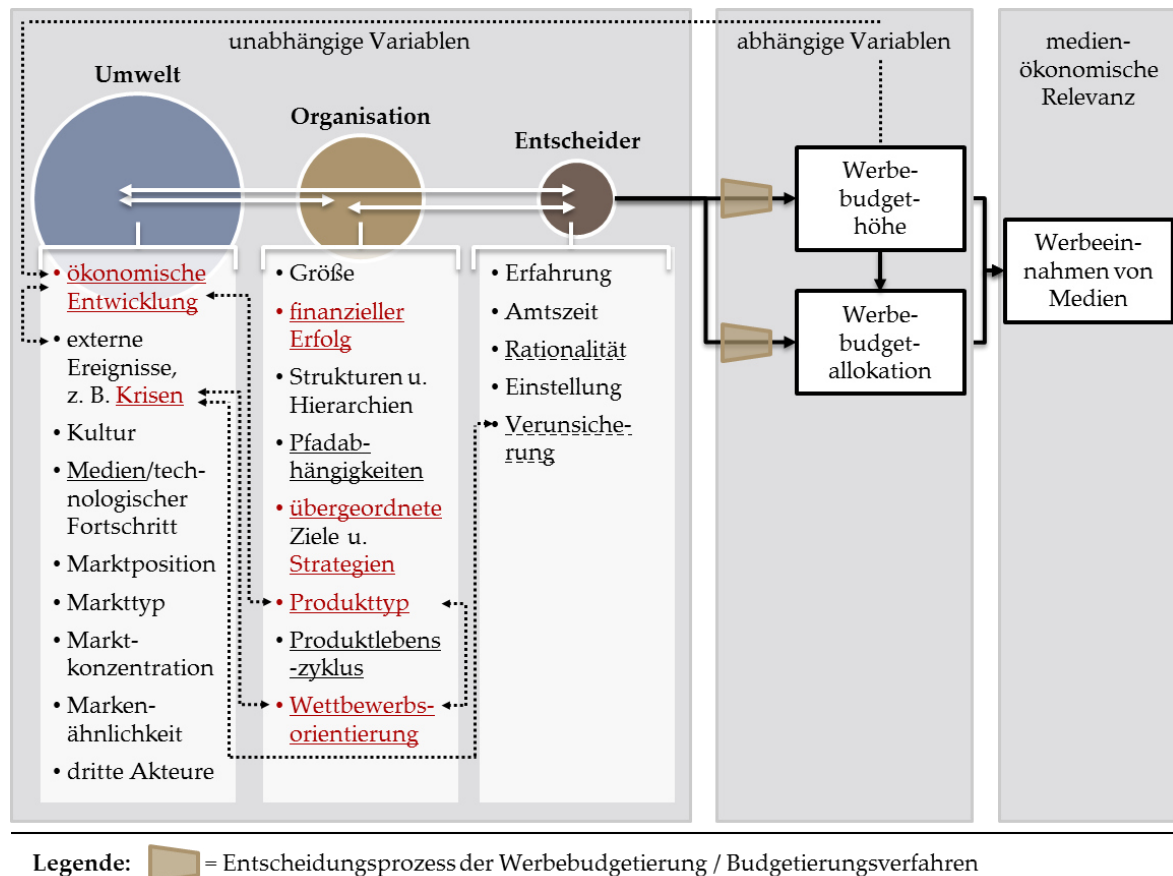 unabhängige Variablen
Umwelt
Organisation
Entscheider
• ökonomische
Entwicklung
• externe
Ereignisse,
z. B. Krisen
• Kultur
• Medien/tech-
nologischer
Fortschritt
• Marktposition
• Markttyp
• Markt-
konzentration
• Marken-
ähnlichkeit
• dritte Akteure
• Größe
• finanzieller
Erfolg
• Strukturen u.
Hierarchien
• Pfadab-
hängigkeiten
• übergeordnete
Ziele u.
Strategien
• Produkttyp
• Produktlebens
-zyklus
• Wettbewerbs-
orientierung
• Erfahrung
• Amtszeit
• Rationalität
• Einstellung
• Verunsiche-
rung
abhängige Variablen
Werbe-
budget-
höhe
Werbe-
budget-
allokation
medien-
ökonomische
Relevanz
Werbeein-
nahmen von
Medien
Legende: = Entscheidungsprozess der Werbebudgetierung / Budgetierungsverfahren